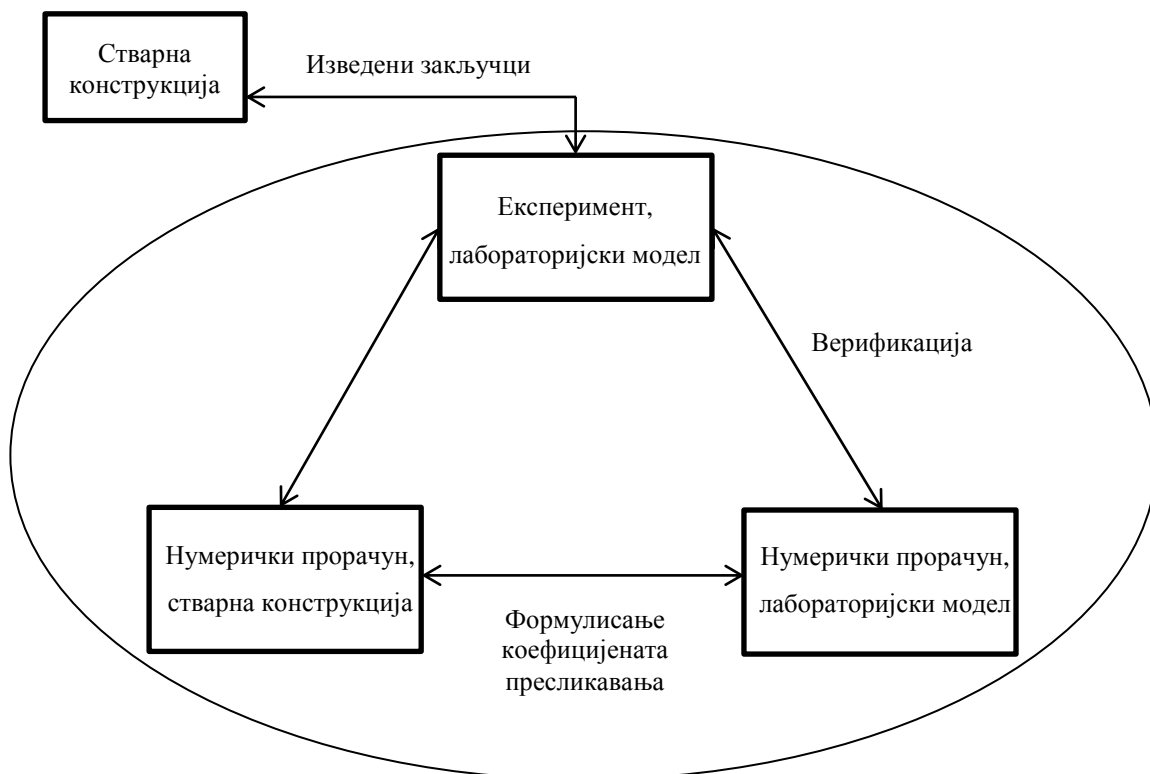 Стварна
конструкција
Изведени закључци
Експеримент,
лабораторијски модел
Верификација
Нумерички прорачун,
стварна конструкција
Нумерички прорачун,
лабораторијски модел
Формулисање
коефицијената
пресликавања